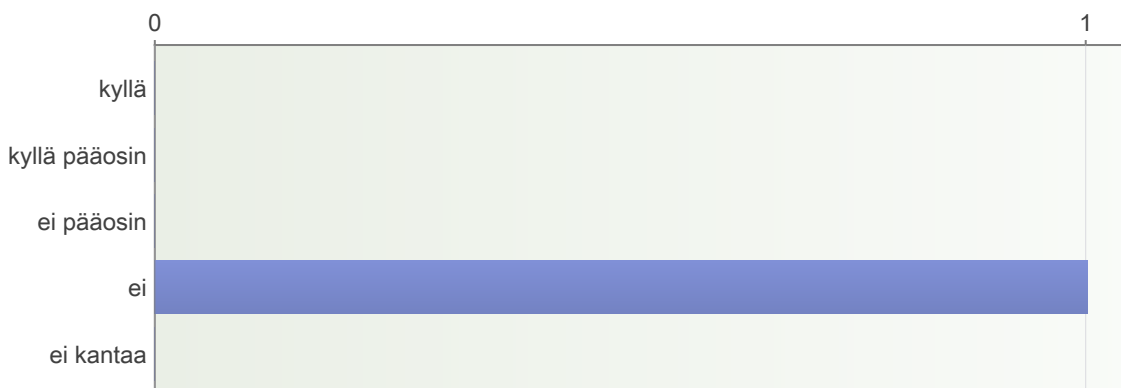 0 1
kyllä
kyllä pääosin
ei pääosin
ei
ei kantaa